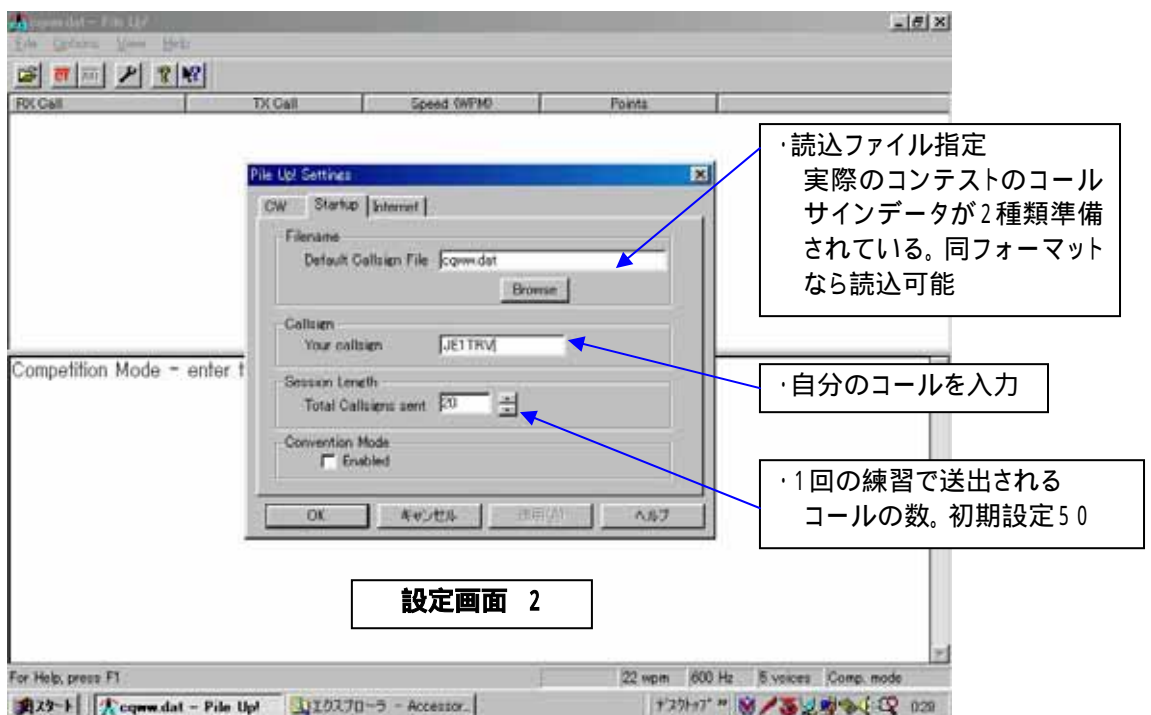 cqww.dat - Pile Up!
File Options View Help
RX Call TX Call Speed (WPM) Points
Pile Up! Settings
CW Startup Internet
Filename
Default Callsign File cqww.dat
Browse
Callsign
Your callsign JE1TRV
Session Length
Total Callsigns sent 20
Convention Mode
Enabled
OK キャンセル 適用(A) ヘルプ
・読込ファイル指定
実際のコンテストのコール
サインデータが2種類準備
されている。同フォーマット
なら読込可能
・自分のコールを入力
・1回の練習で送出される
コールの数。初期設定50
Competition Mode - enter t
設定画面 2
For Help, press F1 22 wpm 600 Hz 5 voices Comp. mode
スタート cqww.dat - Pile Up! エクスプローラ - Accessor... デスクトップ » 0:29